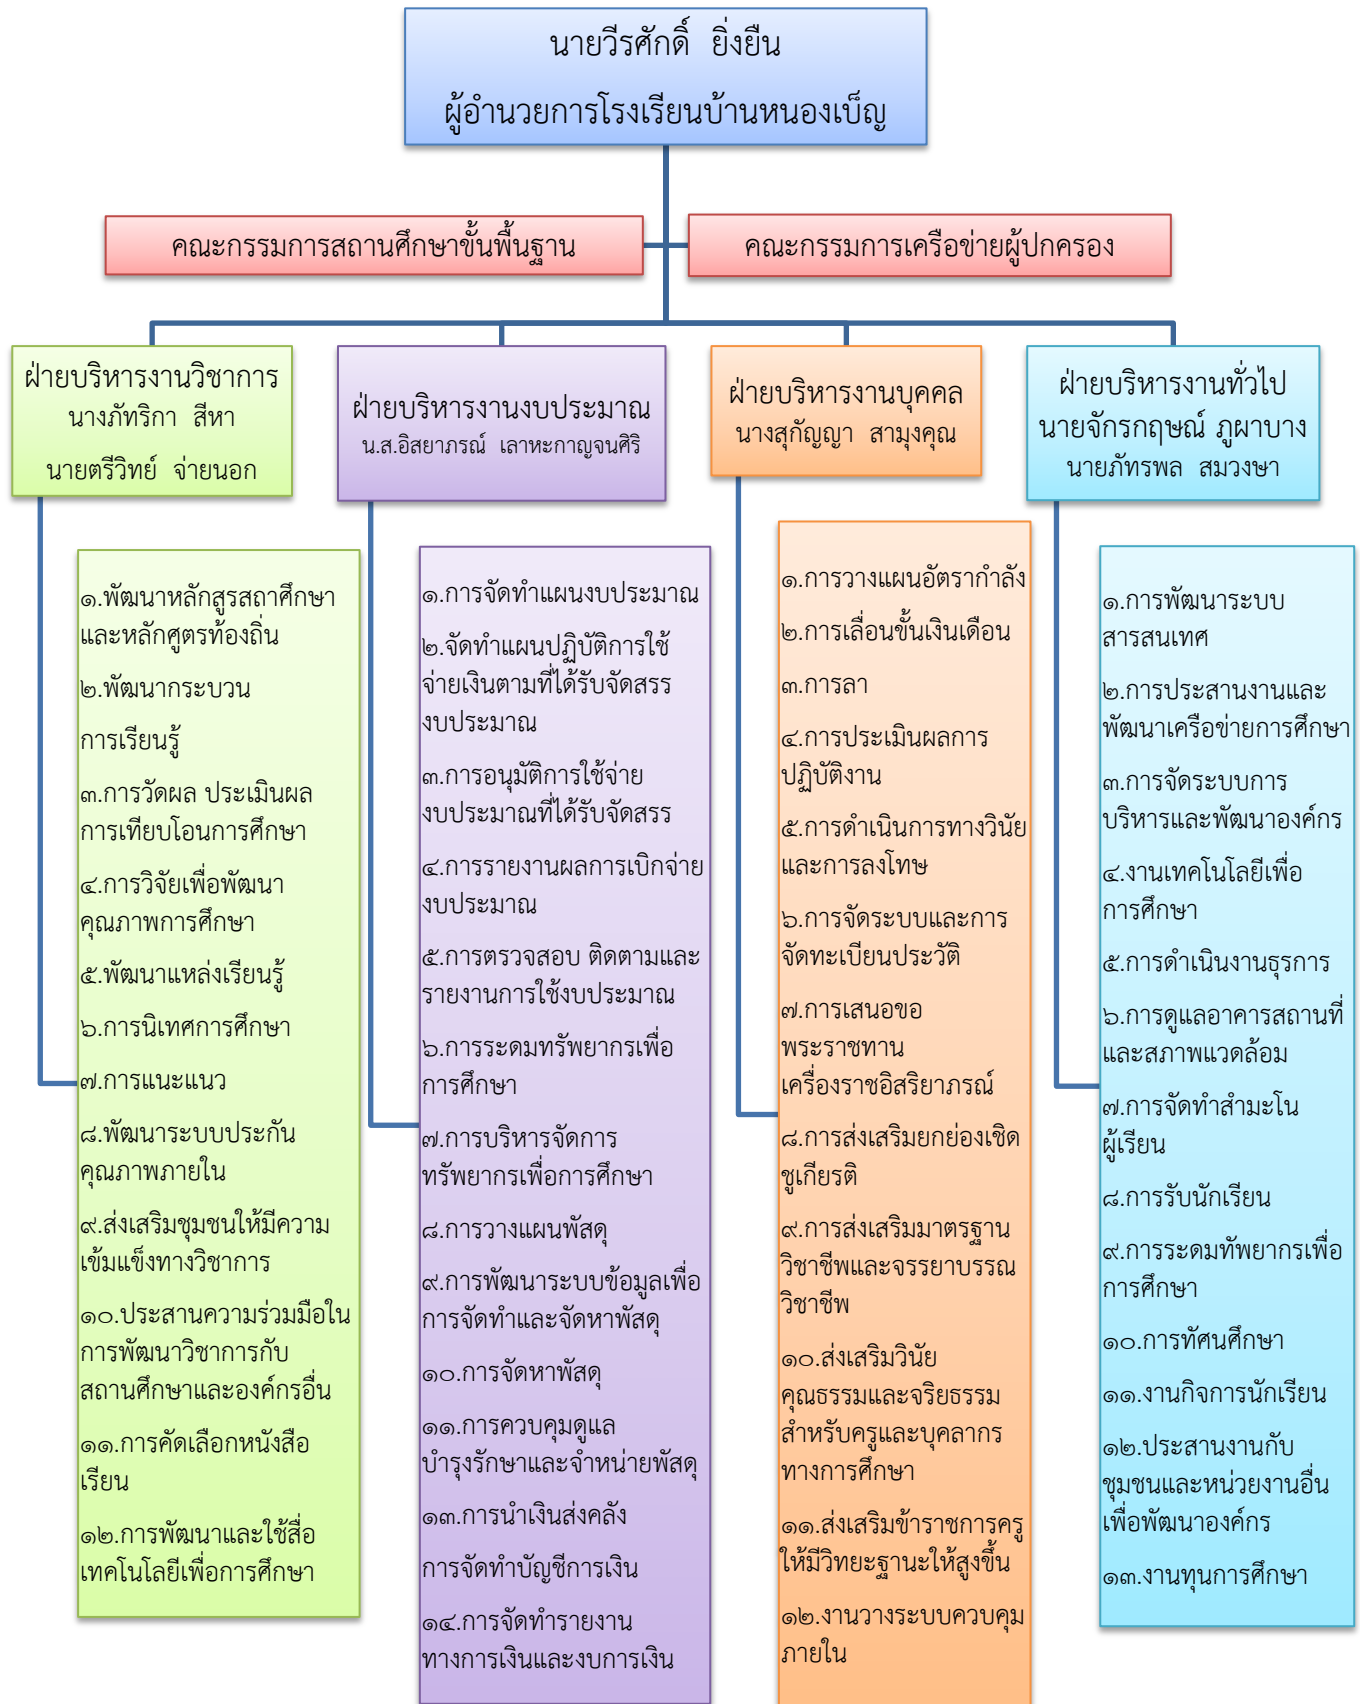 นายวีรศักดิ์ ยิ่งยืน
ผู้อำนวยการโรงเรียนบ้านหนองเบ็ญ
คณะกรรมการสถานศึกษาขั้นพื้นฐาน
คณะกรรมการเครือข่ายผู้ปกครอง
ฝ่ายบริหารงานวิชาการ
นางภัทริกา สีหา
นายตรีวิทย์ จ่ายนอก
ฝ่ายบริหารงานงบประมาณ
น.ส.อิสยาภรณ์ เลาหะกาญจนศิริ
ฝ่ายบริหารงานบุคคล
นางสุกัญญา สามุงคุณ
ฝ่ายบริหารงานทั่วไป
นายจักรกฤษณ์ ภูผาบาง
นายภัทรพล สมวงษา
๑.พัฒนาหลักสูรสถาศึกษา
และหลักศูตรท้องถิ่น
๒.พัฒนากระบวน
การเรียนรู้
๓.การวัดผล ประเมินผล
การเทียบโอนการศึกษา
๔.การวิจัยเพื่อพัฒนา
คุณภาพการศึกษา
๕.พัฒนาแหล่งเรียนรู้
๖.การนิเทศการศึกษา
๗.การแนะแนว
๘.พัฒนาระบบประกัน
คุณภาพภายใน
๙.ส่งเสริมชุมชนให้มีความ
เข้มแข็งทางวิชาการ
๑๐.ประสานความร่วมมือใน
การพัฒนาวิชาการกับ
สถานศึกษาและองค์กรอื่น
๑๑.การคัดเลือกหนังสือ
เรียน
๑๒.การพัฒนาและใช้สื่อ
เทคโนโลยีเพื่อการศึกษา
๑.การจัดทำแผนงบประมาณ
๒.จัดทำแผนปฏิบัติการใช้
จ่ายเงินตามที่ได้รับจัดสรร
งบประมาณ
๓.การอนุมัติการใช้จ่าย
งบประมาณที่ได้รับจัดสรร
๔.การรายงานผลการเบิกจ่าย
งบประมาณ
๕.การตรวจสอบ ติดตามและ
รายงานการใช้งบประมาณ
๖.การระดมทรัพยากรเพื่อ
การศึกษา
๗.การบริหารจัดการ
ทรัพยากรเพื่อการศึกษา
๘.การวางแผนพัสดุ
๙.การพัฒนาระบบข้อมูลเพื่อ
การจัดทำและจัดหาพัสดุ
๑๐.การจัดหาพัสดุ
๑๑.การควบคุมดูแล
บำรุงรักษาและจำหน่ายพัสดุ
๑๓.การนำเงินส่งคลัง
การจัดทำบัญชีการเงิน
๑๔.การจัดทำรายงาน
ทางการเงินและงบการเงิน
๑.การวางแผนอัตรากำลัง
๒.การเลื่อนขั้นเงินเดือน
๓.การลา
๔.การประเมินผลการ
ปฏิบัติงาน
๕.การดำเนินการทางวินัย
และการลงโทษ
๖.การจัดระบบและการ
จัดทะเบียนประวัติ
๗.การเสนอขอ
พระราชทาน
เครื่องราชอิสริยาภรณ์
๘.การส่งเสริมยกย่องเชิด
ชูเกียรติ
๙.การส่งเสริมมาตรฐาน
วิชาชีพและจรรยาบรรณ
วิชาชีพ
๑๐.ส่งเสริมวินัย
คุณธรรมและจริยธรรม
สำหรับครูและบุคลากร
ทางการศึกษา
๑๑.ส่งเสริมข้าราชการครู
ให้มีวิทยะฐานะให้สูงขึ้น
๑๒.งานวางระบบควบคุม
ภายใน
๑.การพัฒนาระบบ
สารสนเทศ
๒.การประสานงานและ
พัฒนาเครือข่ายการศึกษา
๓.การจัดระบบการ
บริหารและพัฒนาองค์กร
๔.งานเทคโนโลยีเพื่อ
การศึกษา
๕.การดำเนินงานธุรการ
๖.การดูแลอาคารสถานที่
และสภาพแวดล้อม
๗.การจัดทำสำมะโน
ผู้เรียน
๘.การรับนักเรียน
๙.การระดมทัพยากรเพื่อ
การศึกษา
๑๐.การทัศนศึกษา
๑๑.งานกิจการนักเรียน
๑๒.ประสานงานกับ
ชุมชนและหน่วยงานอื่น
เพื่อพัฒนาองค์กร
๑๓.งานทุนการศึกษา